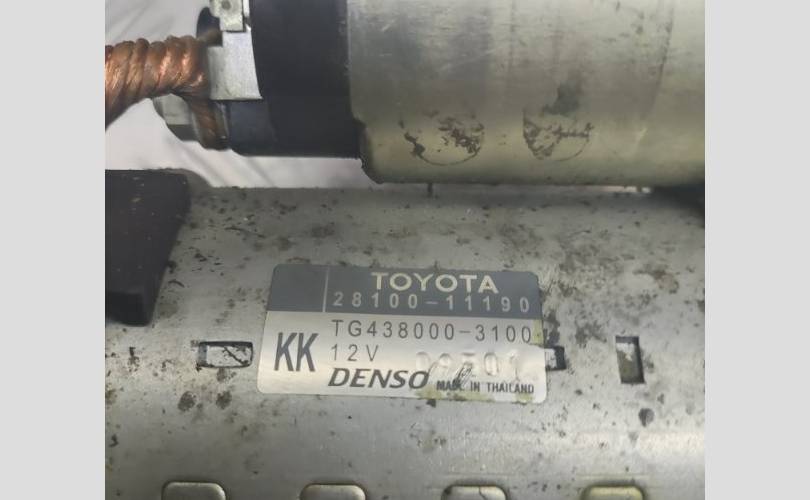 TOYOTA
28100-11190
TG438000-3100
KK
12V
DENSO MADE IN THAILAND